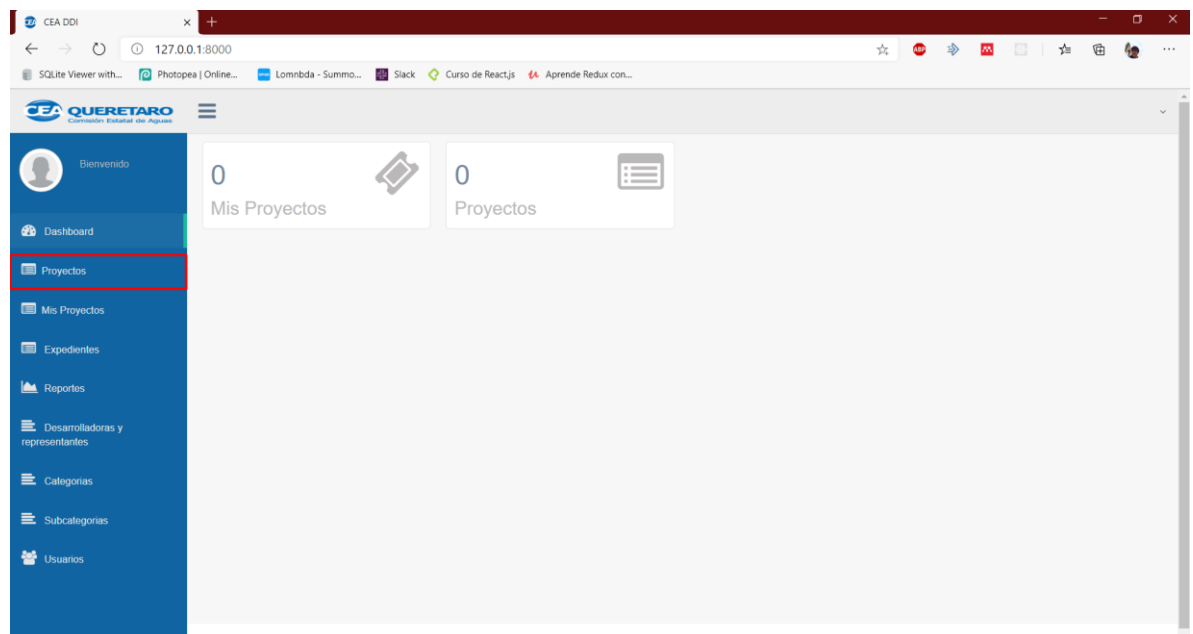 CEA DDI
127.0.0.1:8000
SQLite Viewer with...
Photopea | Online...
Lomnbda - Summo...
Slack
Curso de React.js
Aprende Redux con...
CEA QUERETARO
Comisión Estatal de Aguas
Bienvenido
0
Mis Proyectos
0
Proyectos
Dashboard
Proyectos
Mis Proyectos
Expedientes
Reportes
Desarrolladoras y
representantes
Categorias
Subcategorias
Usuarios